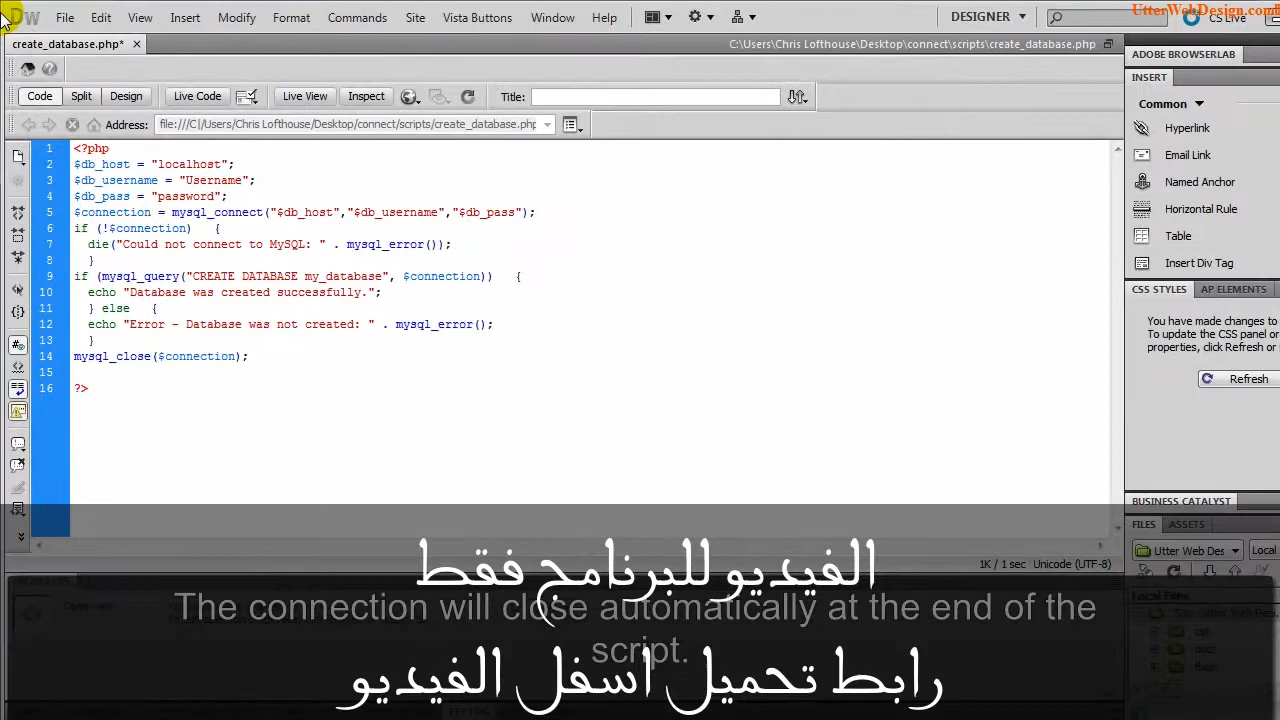 Dw File Edit View Insert Modify Format Commands Site Vista Buttons Window Help
DESIGNER
UtterWebDesign.com
CS Live
create_database.php*
C:\Users\Chris Lofthouse\Desktop\connect\scripts\create_database.php
Code Split Design Live Code Live View Inspect Title:
Address: file:///C|/Users/Chris Lofthouse/Desktop/connect/scripts/create_database.php
1 <?php
2 $db_host = "localhost";
3 $db_username = "Username";
4 $db_pass = "password";
5 $connection = mysql_connect("$db_host","$db_username","$db_pass");
6 if (!$connection) {
7 die("Could not connect to MySQL: " . mysql_error());
8 }
9 if (mysql_query("CREATE DATABASE my_database", $connection)) {
10 echo "Database was created successfully.";
11 } else {
12 echo "Error – Database was not created: " . mysql_error();
13 }
14 mysql_close($connection);
15
16 ?>
1K / 1 sec Unicode (UTF-8)
ADOBE BROWSERLAB
INSERT
Common
Hyperlink
Email Link
Named Anchor
Horizontal Rule
Table
Insert Div Tag
CSS STYLES AP ELEMENTS
You have made changes to
To update the CSS panel or
properties, click Refresh or
Refresh
BUSINESS CATALYST
FILES ASSETS
Utter Web Des Local
Local Files
الفيديو للبرنامج فقط
The connection will close automatically at the end of the
script.
رابط تحميل اسفل الفيديو